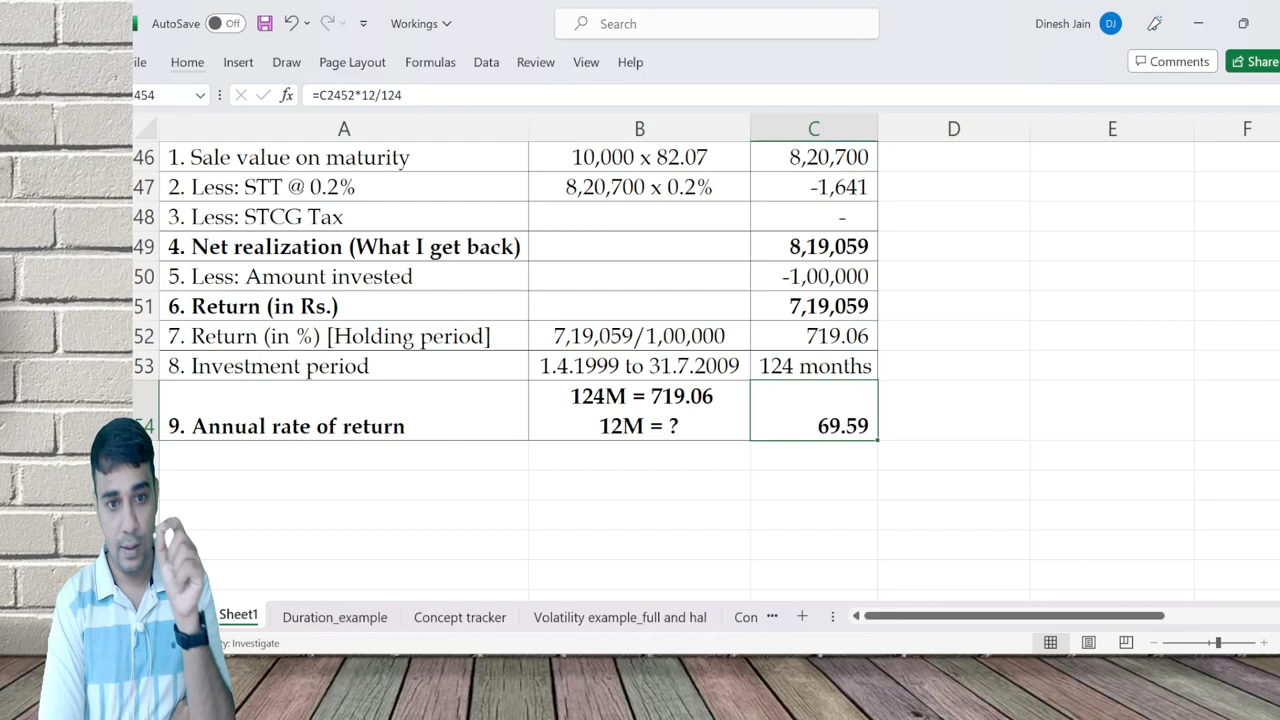 AutoSave Off Workings Search Dinesh Jain DJ
ile Home Insert Draw Page Layout Formulas Data Review View Help Comments Share
454 fx =C2452*12/124
A B C D E F
46 1. Sale value on maturity 10,000 x 82.07 8,20,700
47 2. Less: STT @ 0.2% 8,20,700 x 0.2% -1,641
48 3. Less: STCG Tax -
49 4. Net realization (What I get back) 8,19,059
50 5. Less: Amount invested -1,00,000
51 6. Return (in Rs.) 7,19,059
52 7. Return (in %) [Holding period] 7,19,059/1,00,000 719.06
53 8. Investment period 1.4.1999 to 31.7.2009 124 months
124M = 719.06
54 9. Annual rate of return 12M = ? 69.59
Sheet1 Duration_example Concept tracker Volatility example_full and hal Con ···
ty: Investigate